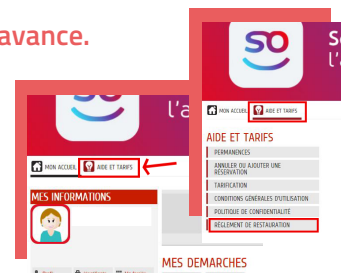 avance.
so
S
l'a
MON ACCUEIL
AIDE ET TARIFS
AIDE ET TARIFS
PERMANENCES
ANNULER OU AJOUTER UNE
RÉSERVATION
TARIFICATION
CONDITIONS GÉNÉRALES D'UTILISATION
POLITIQUE DE CONFIDENTIALITÉ
RÈGLEMENT DE RESTAURATION
l'a
MON ACCUEIL
AIDE ET TARIFS
MES INFORMATIONS
MES DEMARCHES